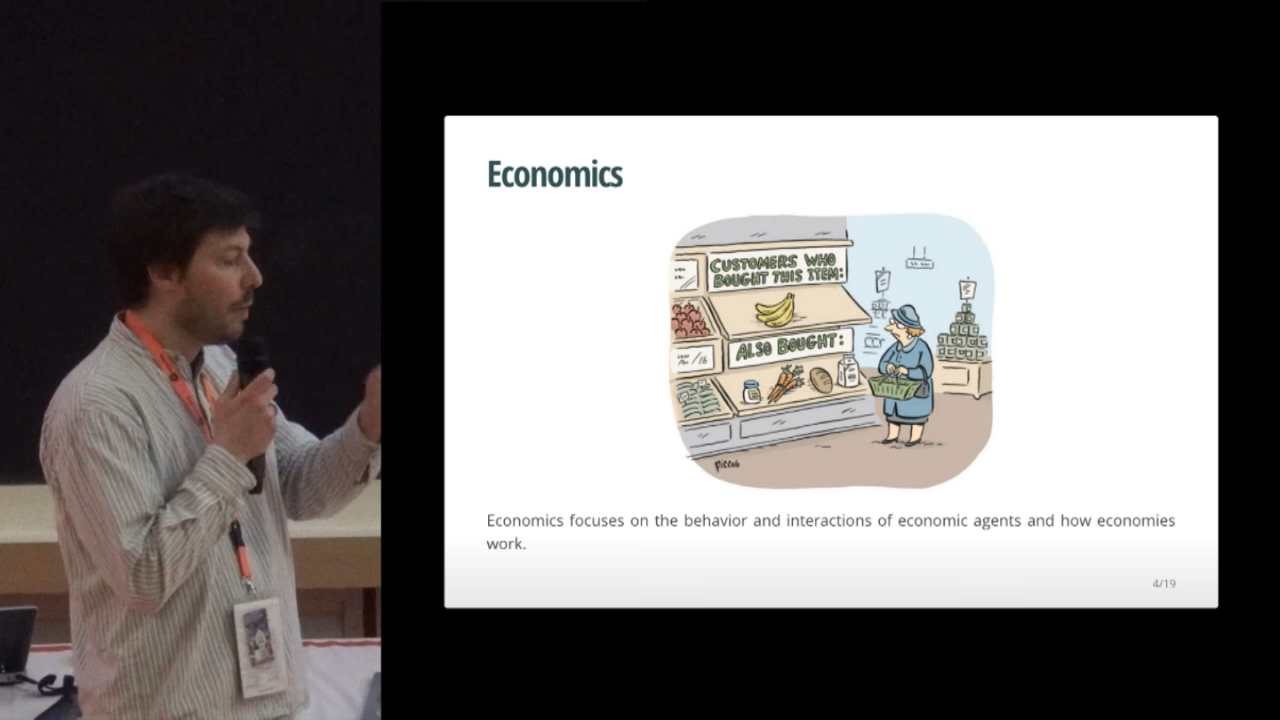 Economics
CUSTOMERS WHO
BOUGHT THIS ITEM:
ALSO BOUGHT:
Piccolo
Economics focuses on the behavior and interactions of economic agents and how economies
work.
4/19